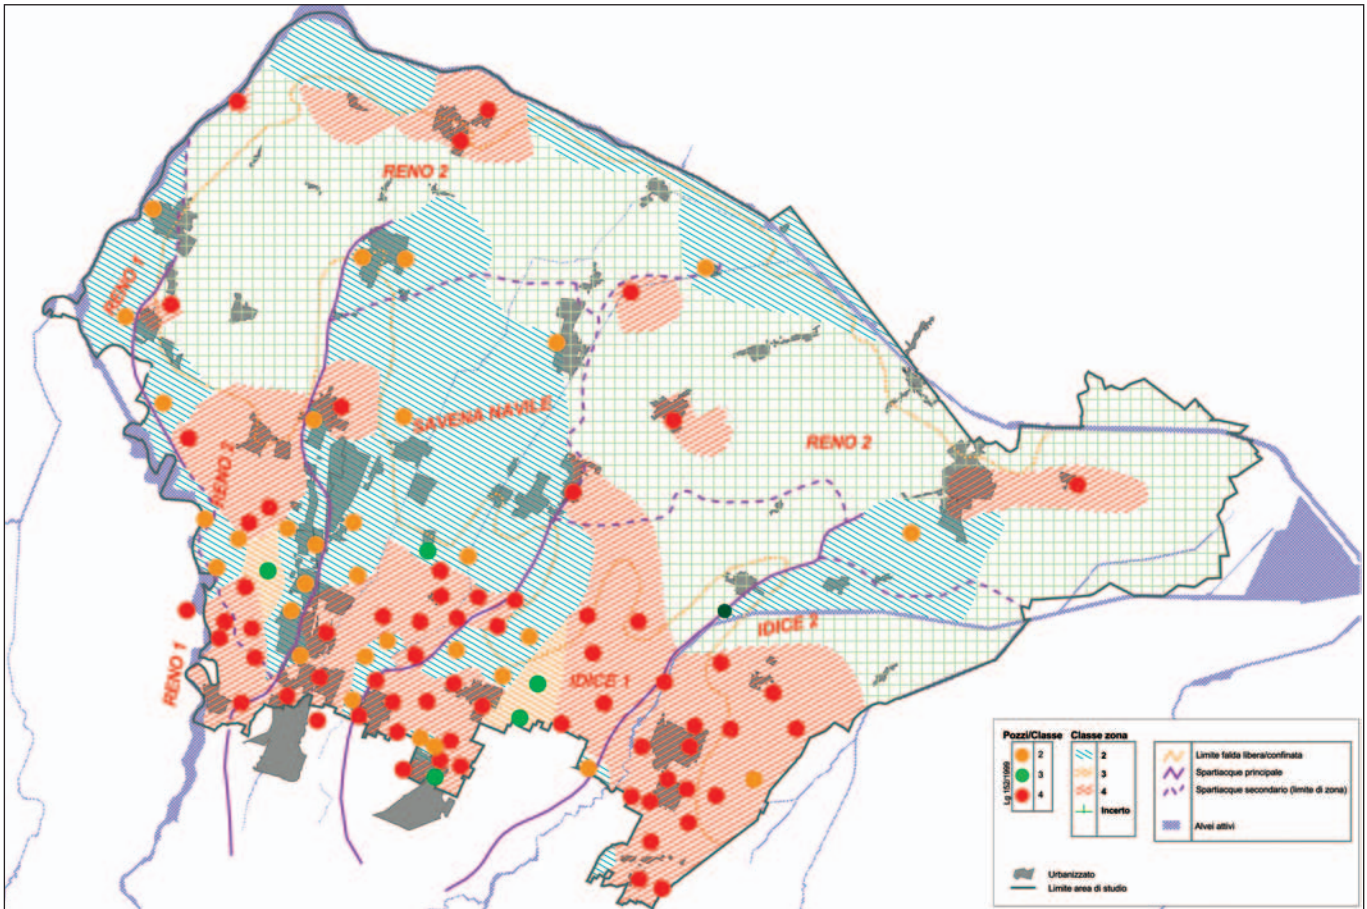 RENO 2
RENO 1
SAVENA NAVILE
RENO 2
RENO 2
IDICE 2
RENO 1
IDICE 1
Pozzi/Classe
Lg 152/1999
2
3
4
Classe zona
2
3
4
Incerto
Limite falda libera/confinata
Spartiacque principale
Spartiacque secondario (limite di zona)
Alvei attivi
Urbanizzato
Limite area di studio